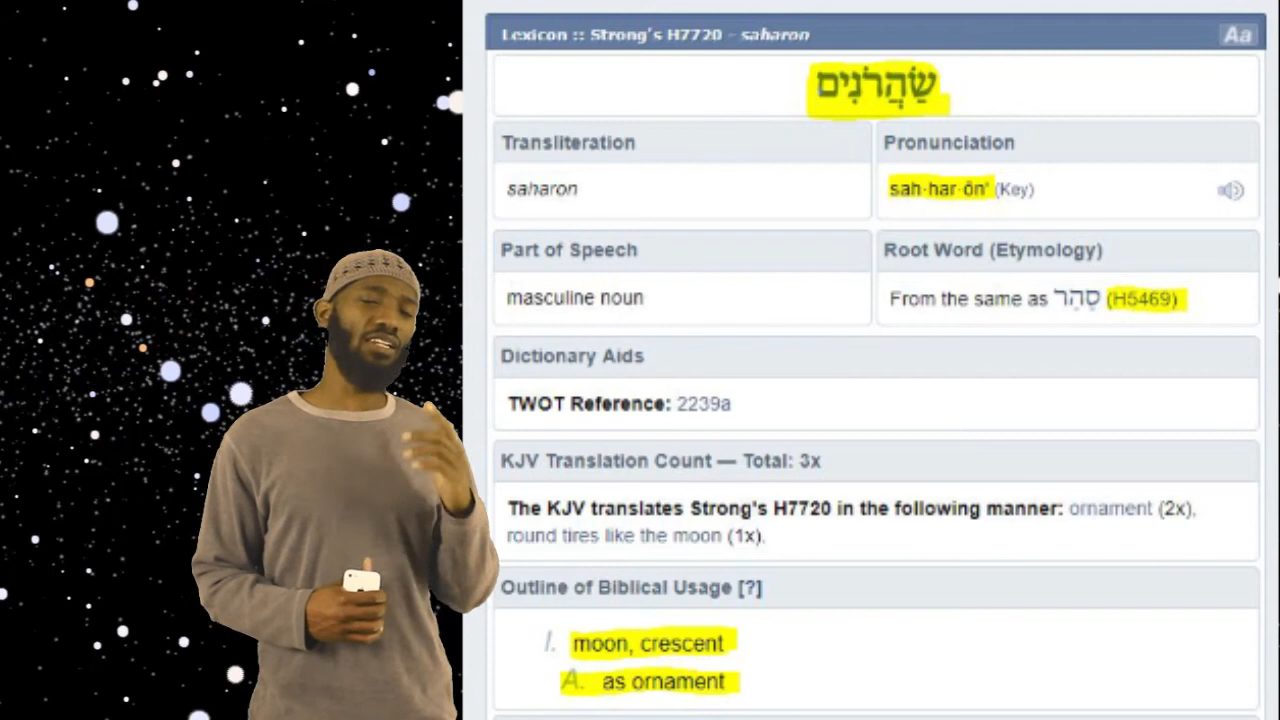 Lexicon :: Strong's H7720 - saharon
Aa
שַׂהֲרֹנִים
Transliteration
Pronunciation
saharon
sah·har·ōn' (Key)
Part of Speech
Root Word (Etymology)
masculine noun
From the same as סַהַר (H5469)
Dictionary Aids
TWOT Reference: 2239a
KJV Translation Count — Total: 3x
The KJV translates Strong's H7720 in the following manner: ornament (2x),
round tires like the moon (1x).
Outline of Biblical Usage [?]
I. moon, crescent
A. as ornament